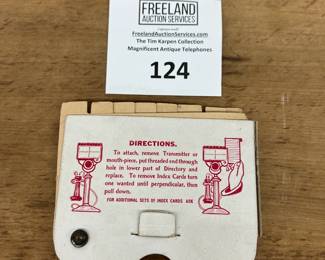 FREELAND
AUCTION SERVICES
FreelandAuctionServices.com
The Tim Karpen Collection
Magnificent Antique Telephones
124
DIRECTIONS.
To attach, remove Transmitter or
mouth-piece, put threaded end through
hole in lower part of Directory and
replace. To remove Index Cards turn
one wanted until perpendicular, then
pull down.
FOR ADDITIONAL SETS OF INDEX CARDS ASK